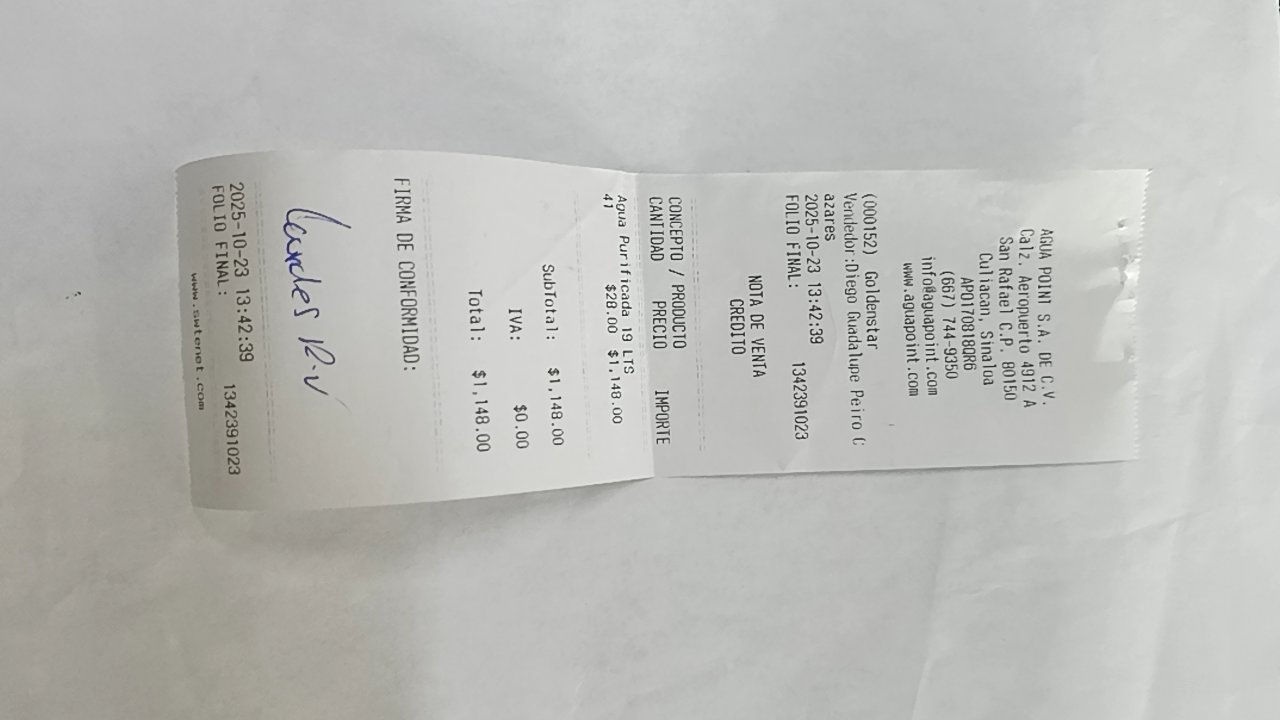 AGUA POINT S.A. DE C.V.
Calz. Aeropuerto 4912 A
San Rafael C.P. 80150
Culiacan, Sinaloa
APO170818QR6
(667) 744-9350
info@aguapoint.com
www.aguapoint.com
(000152) Goldenstar
Vendedor:Diego Guadalupe Peiro C
azares
2025-10-23 13:42:39 1342391023
FOLIO FINAL:
NOTA DE VENTA
CREDITO
CONCEPTO / PRODUCTO
CANTIDAD PRECIO IMPORTE
Agua Purificada 19 LTS
41 $28.00 $1,148.00
SubTotal: $1,148.00
IVA: $0.00
Total: $1,148.00
FIRMA DE CONFORMIDAD:
R.V
2025-10-23 13:42:39 1342391023
FOLIO FINAL:
www.swtenet.com